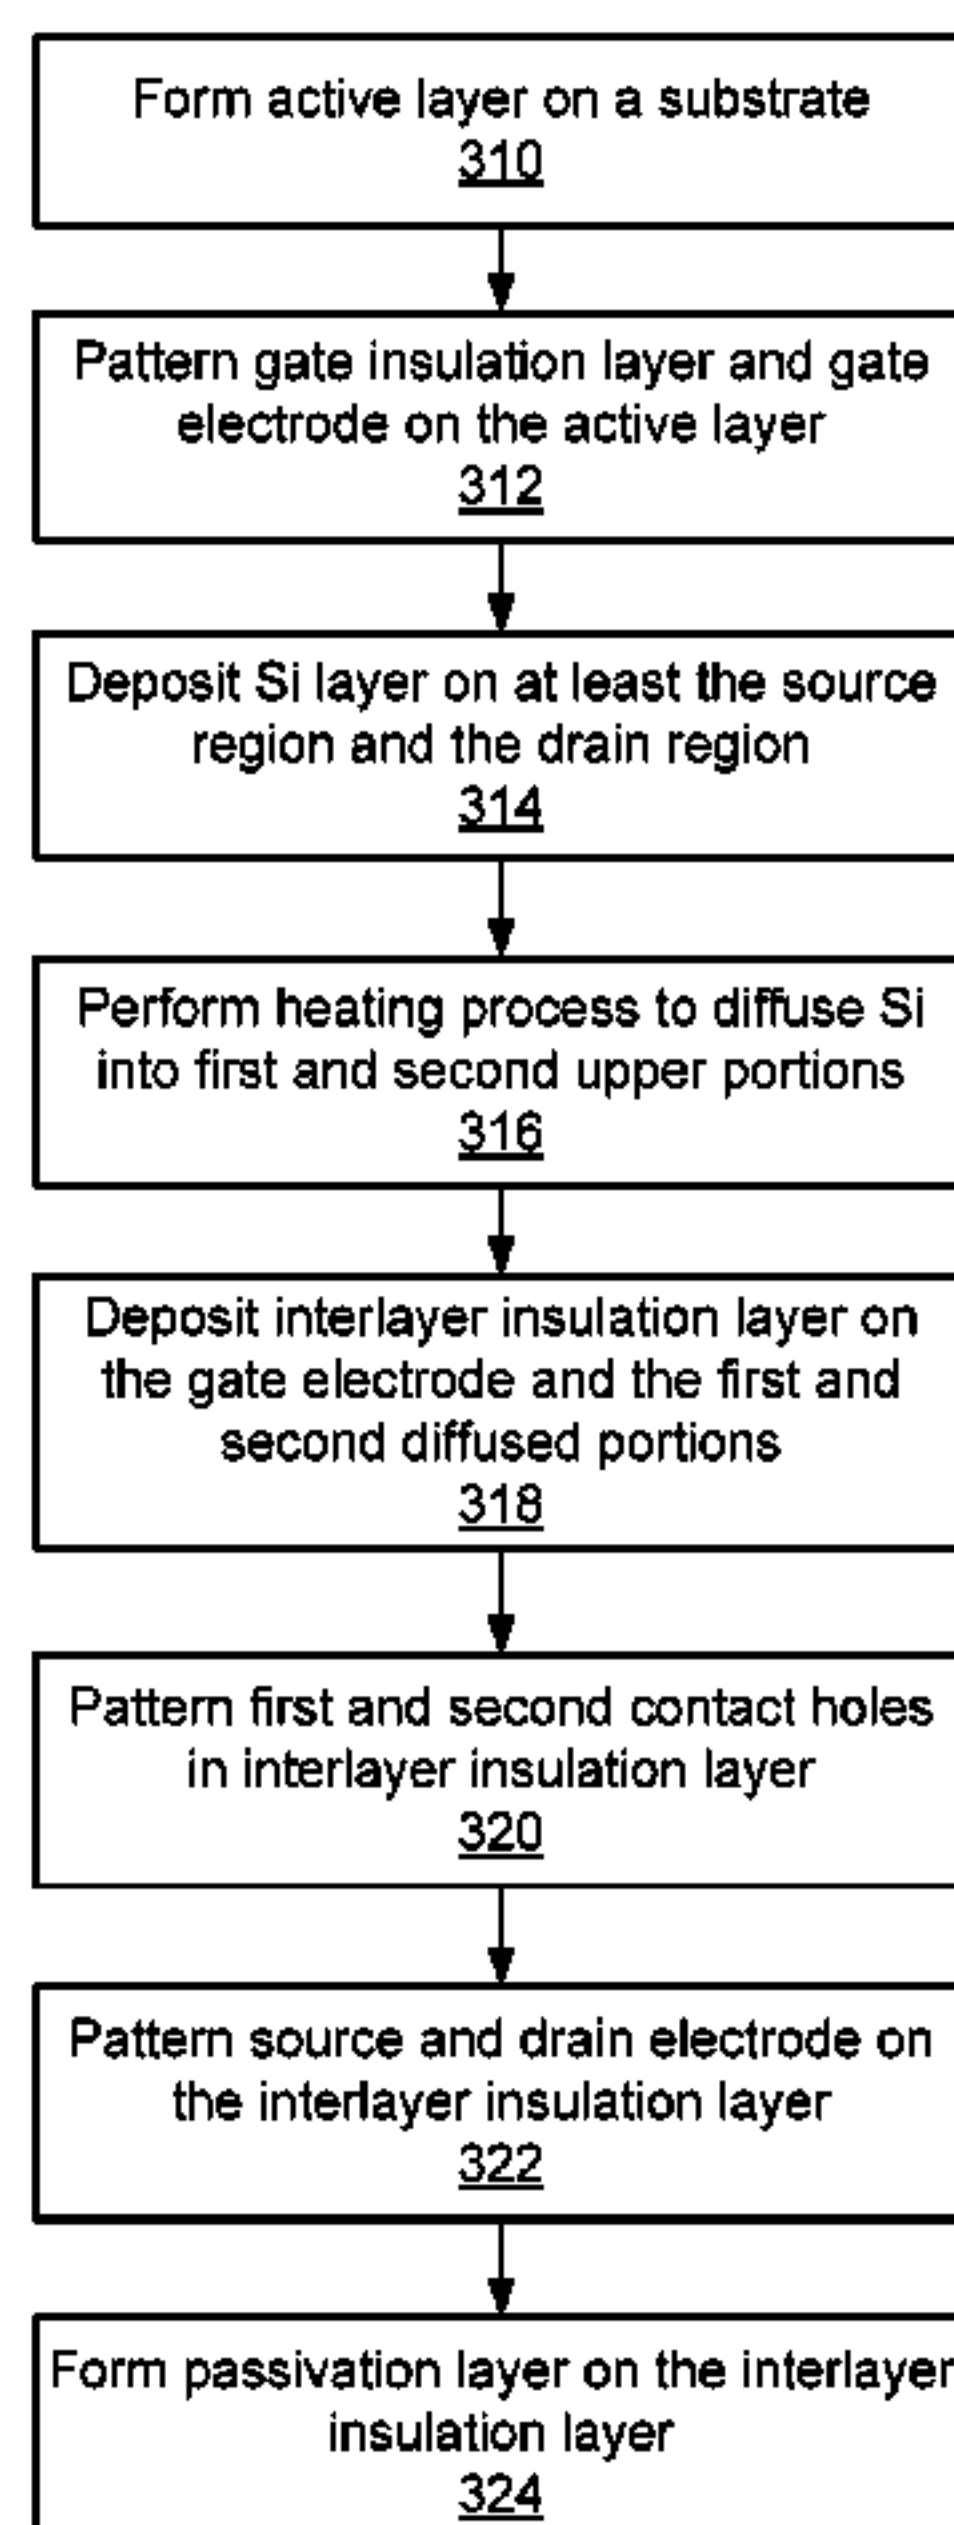 Form active layer on a substrate
310
Pattern gate insulation layer and gate
electrode on the active layer
312
Deposit Si layer on at least the source
region and the drain region
314
Perform heating process to diffuse Si
into first and second upper portions
316
Deposit interlayer insulation layer on
the gate electrode and the first and
second diffused portions
318
Pattern first and second contact holes
in interlayer insulation layer
320
Pattern source and drain electrode on
the interlayer insulation layer
322
Form passivation layer on the interlayer
insulation layer
324